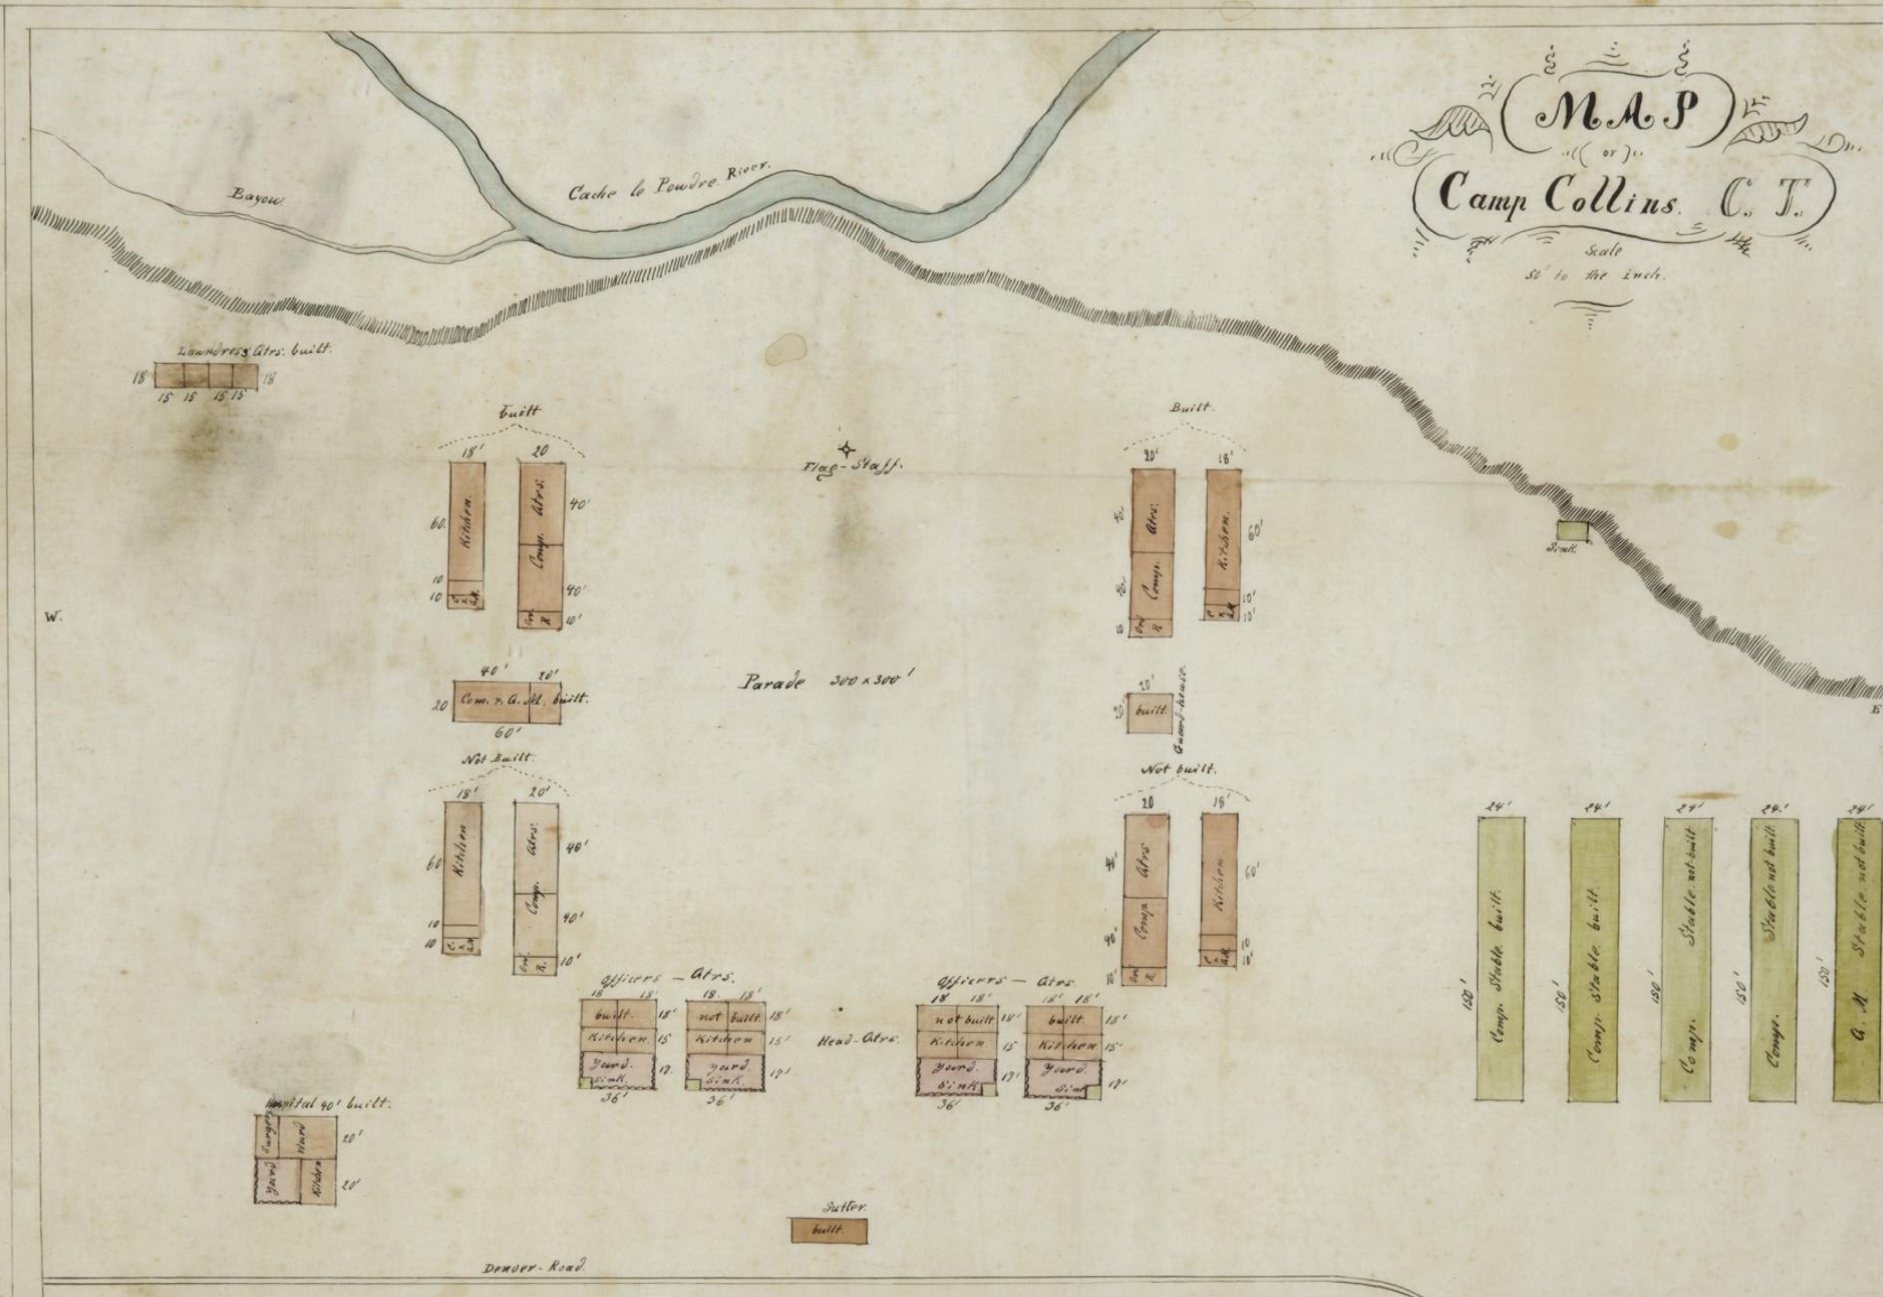 MAP
OF
Camp Collins. C. T.
Scale
50' to the inch.
Cache le Poudre River.
Bayou
Laundress Qtrs. built.
18' 18
15 15 15 15
built
18' 20
Kitchen.
60.
10
10
Comp. Qtrs.
40'
40'
10'
Built.
20' 18'
Comp. Qtrs.
Kitchen.
60'
10'
10'
Flag-Staff.
Sink.
W.
E
Parade 300 x 300'
40' 20'
20 Com. & Q. M. built.
60'
20'
20'
built.
Guard-house.
Not Built.
18' 20'
Kitchen
60
10
10
Comp. Qtrs.
40'
40'
10'
Not built.
20 18'
Comp Qtrs
40'
10'
Kitchen
60'
10
10'
24' 24' 24' 24' 24'
150' Comp. Stable. built.
150' Comp. Stable. built.
150' Comp. Stable not built
150' Comp. Stable not built.
150' Q. M. Stable. not built.
Officers - Qtrs.
18 18' 18. 18'
built. 18' not built. 18'
Kitchen. 15 Kitchen 15'
Yard. Sink. 17. Yard. Sink. 17'
36' 36'
Head-Qtrs.
Officers - Qtrs.
18 18' 18' 18'
not built 18' built. 18'
Kitchen. 15 Kitchen 15'
Yard. Sink 17' Yard. Sink 17'
36' 36'
Hospital 40' built.
Ward 20'
Yard Kitchen 20'
Sutler.
built.
Denver-Road.